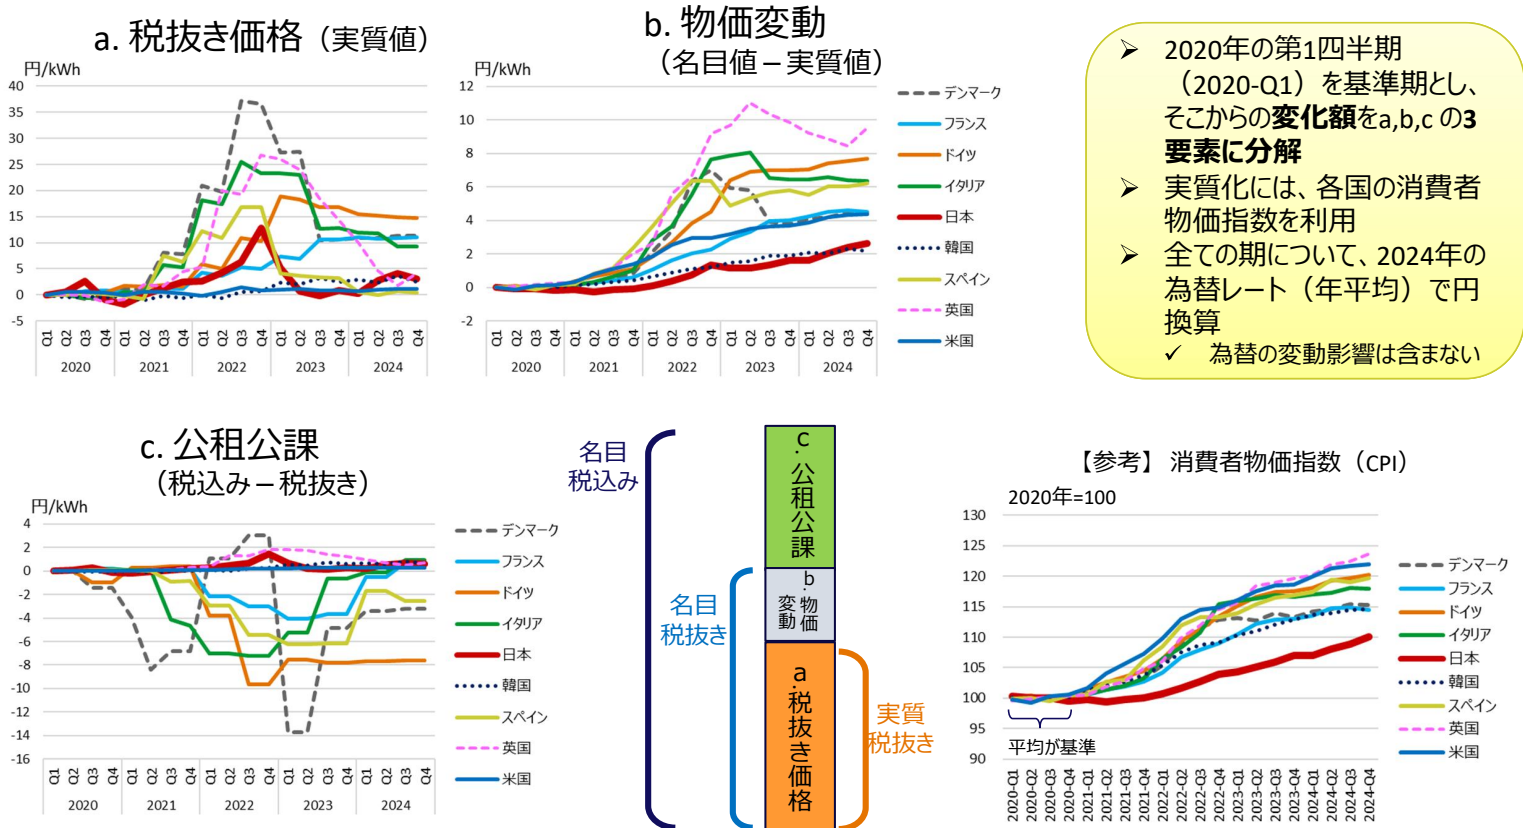 a. 税抜き価格（実質値）
円/kWh
40
35
30
25
20
15
10
5
0
-5
Q1 Q2 Q3 Q4 Q1 Q2 Q3 Q4 Q1 Q2 Q3 Q4 Q1 Q2 Q3 Q4 Q1 Q2 Q3 Q4
2020 2021 2022 2023 2024
b. 物価変動
（名目値－実質値）
円/kWh
12
10
8
6
4
2
0
-2
Q1 Q2 Q3 Q4 Q1 Q2 Q3 Q4 Q1 Q2 Q3 Q4 Q1 Q2 Q3 Q4 Q1 Q2 Q3 Q4
2020 2021 2022 2023 2024
デンマーク
フランス
ドイツ
イタリア
日本
韓国
スペイン
英国
米国
➢ 2020年の第1四半期
（2020-Q1）を基準期とし、
そこからの変化額をa,b,c の3
要素に分解
➢ 実質化には、各国の消費者
物価指数を利用
➢ 全ての期について、2024年の
為替レート（年平均）で円
換算
✓ 為替の変動影響は含まない
c. 公租公課
（税込み－税抜き）
円/kWh
4
2
0
-2
-4
-6
-8
-10
-12
-14
-16
Q1 Q2 Q3 Q4 Q1 Q2 Q3 Q4 Q1 Q2 Q3 Q4 Q1 Q2 Q3 Q4 Q1 Q2 Q3 Q4
2020 2021 2022 2023 2024
デンマーク
フランス
ドイツ
イタリア
日本
韓国
スペイン
英国
米国
名目
税込み
名目
税抜き
c.公租公課
b.物価
変動
a.税抜き価格
実質
税抜き
【参考】 消費者物価指数（CPI）
2020年=100
130
125
120
115
110
105
100
95
90
平均が基準
2020-Q1 2020-Q2 2020-Q3 2020-Q4 2021-Q1 2021-Q2 2021-Q3 2021-Q4 2022-Q1 2022-Q2 2022-Q3 2022-Q4 2023-Q1 2023-Q2 2023-Q3 2023-Q4 2024-Q1 2024-Q2 2024-Q3 2024-Q4
デンマーク
フランス
ドイツ
イタリア
日本
韓国
スペイン
英国
米国